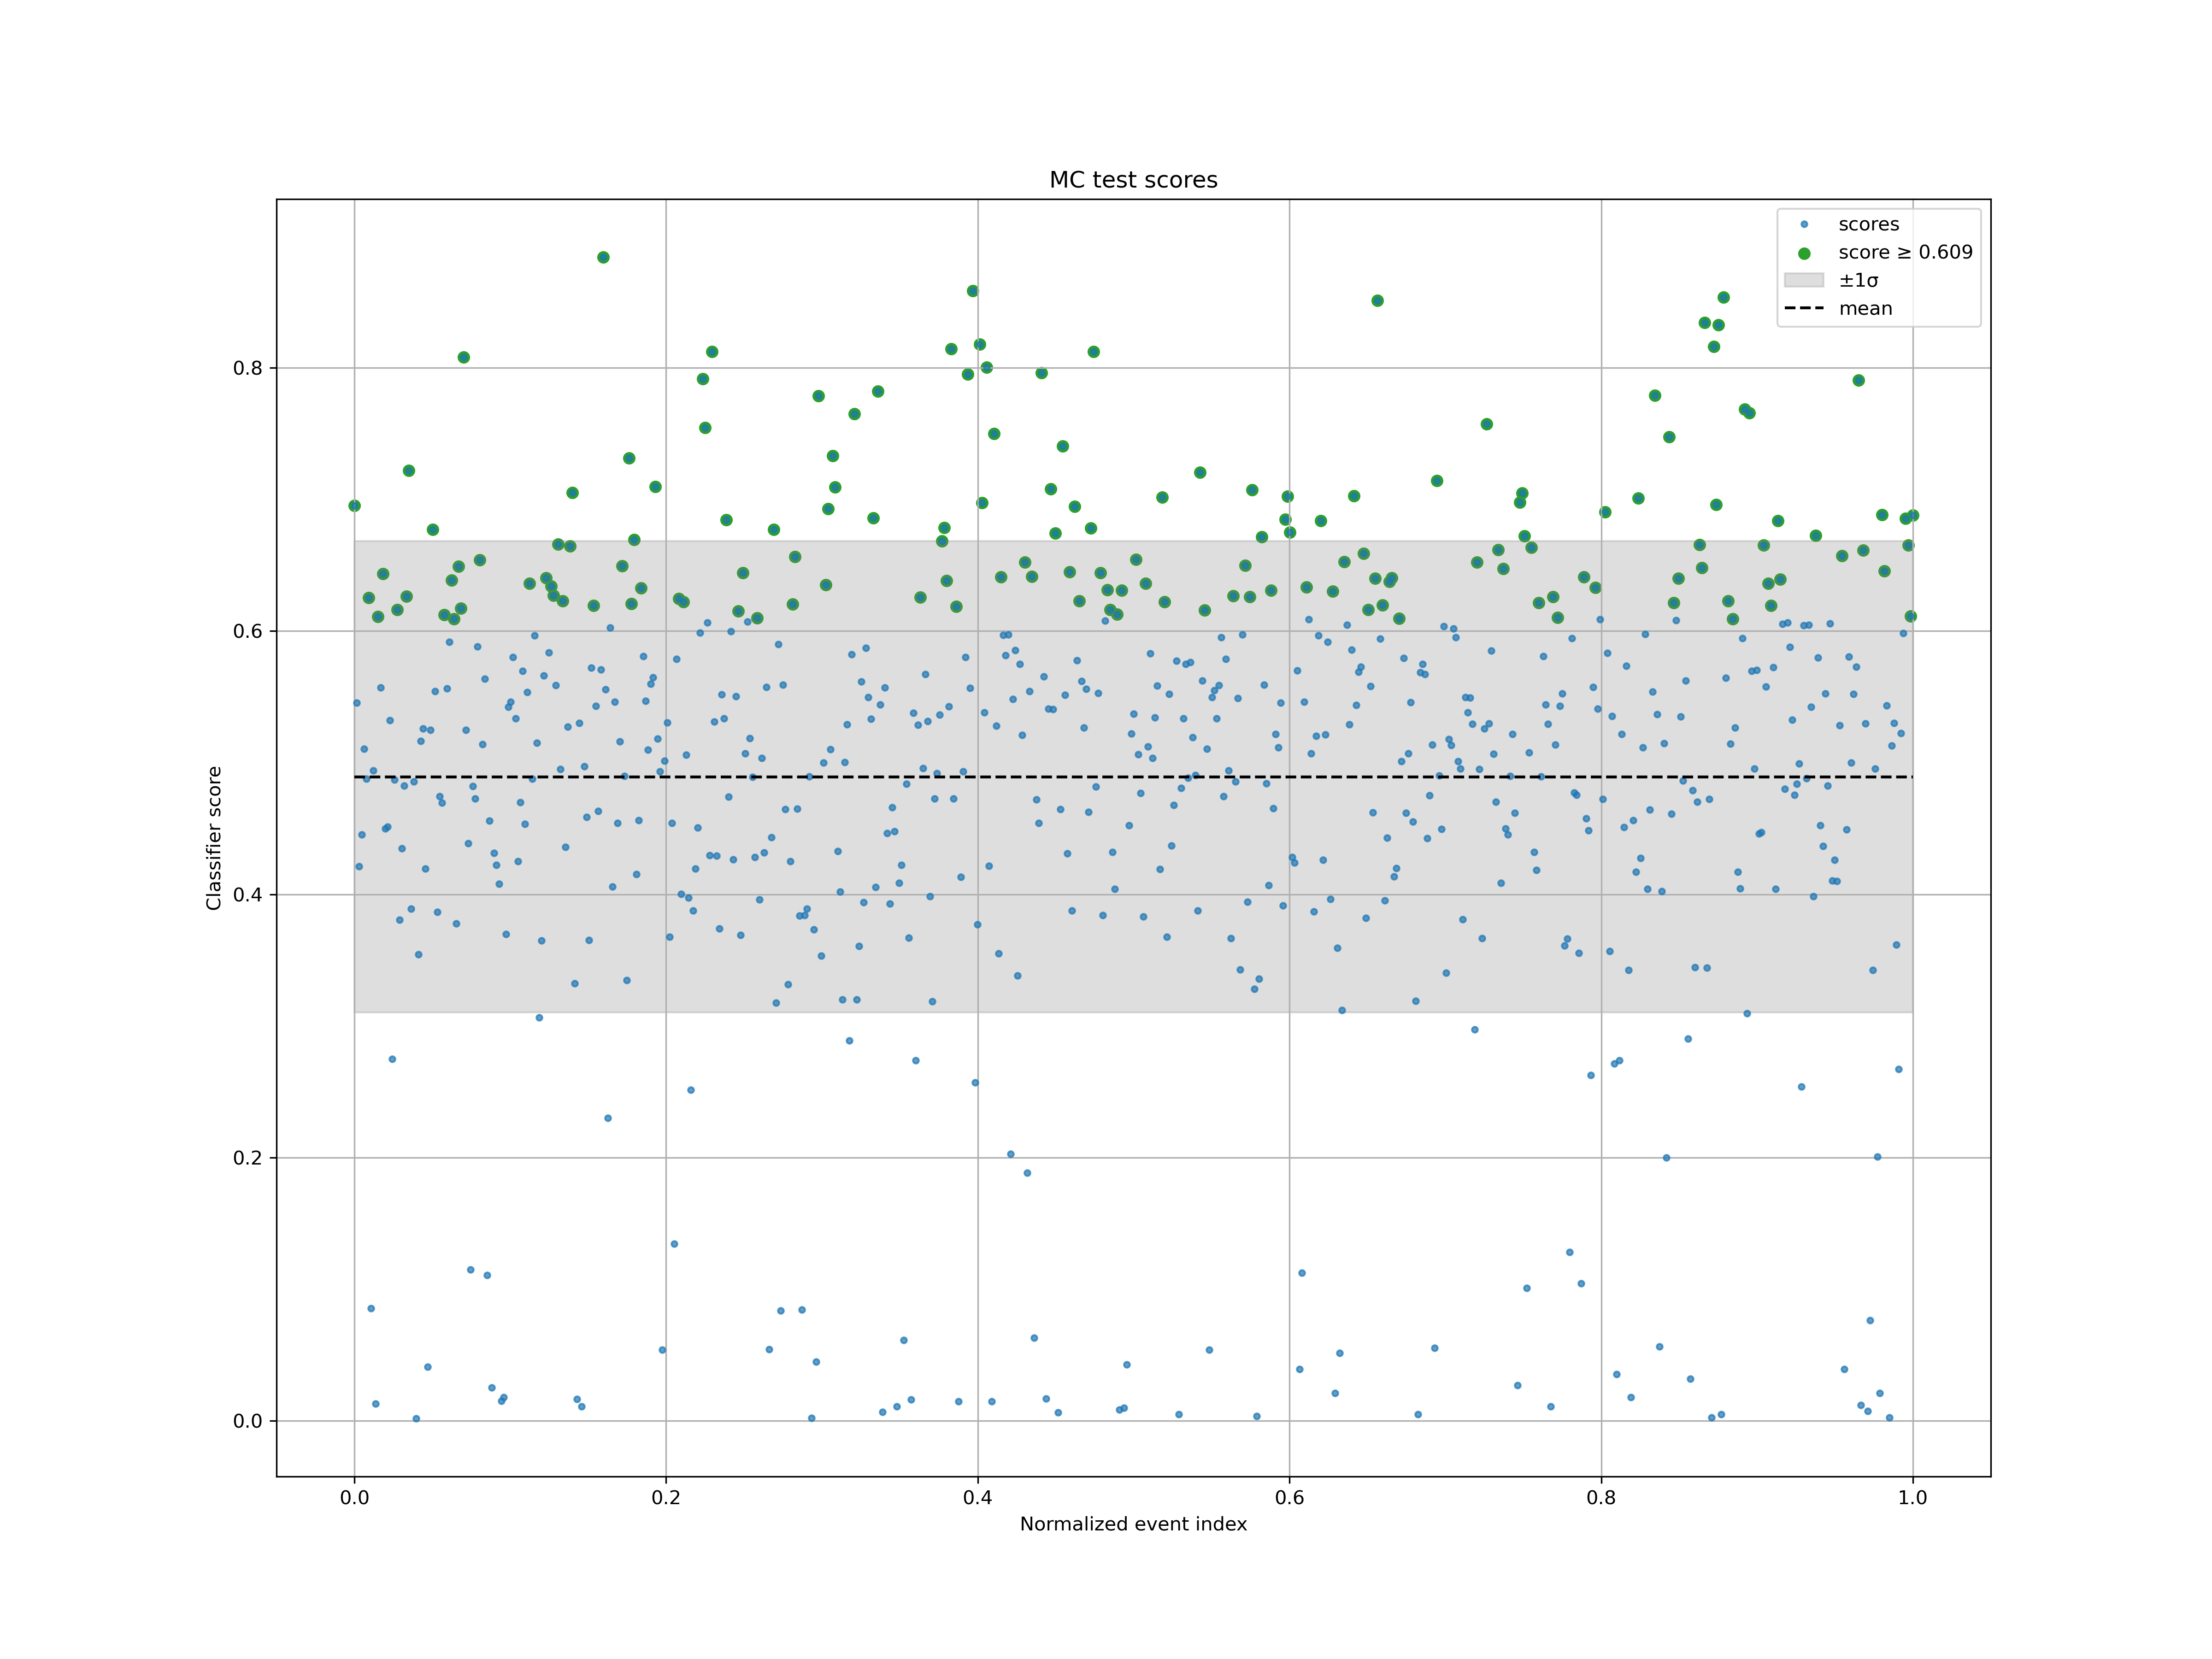 MC test scores
scores
score ≥ 0.609
±1σ
mean
0.8
0.6
0.4
0.2
0.0
Classifier score
0.0 0.2 0.4 0.6 0.8 1.0
Normalized event index